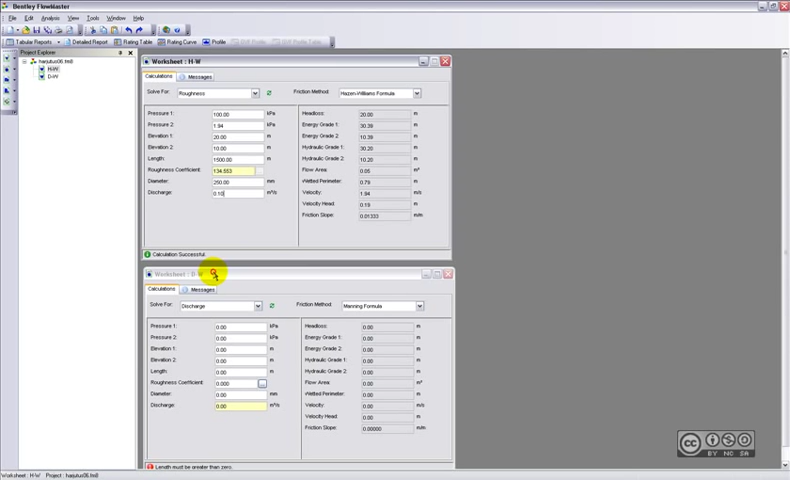 Bentley FlowMaster
File Edit Analysis View Tools Window Help
Tabular Reports Detailed Report Rating Table Rating Curve Profile
Project Explorer
harjutus06.fm8
H-W
D-W
Worksheet : H-W
Calculations Messages
Solve For: Roughness Friction Method: Hazen-Williams Formula
Pressure 1: 100.00 kPa Headloss: 20.00 m
Pressure 2: 1.94 kPa Energy Grade 1: 30.39 m
Elevation 1: 20.00 m Energy Grade 2: 10.39 m
Elevation 2: 10.00 m Hydraulic Grade 1: 30.20 m
Length: 1500.00 m Hydraulic Grade 2: 10.20 m
Roughness Coefficient: 134.553 Flow Area: 0.05 m²
Diameter: 250.00 mm Wetted Perimeter: 0.79 m
Discharge: 0.10 m³/s Velocity: 1.94 m/s
Velocity Head: 0.19 m
Friction Slope: 0.01333 m/m
Calculation Successful.
Worksheet : D-W
Calculations Messages
Solve For: Discharge Friction Method: Manning Formula
Pressure 1: 0.00 kPa Headloss: 0.00 m
Pressure 2: 0.00 kPa Energy Grade 1: 0.00 m
Elevation 1: 0.00 m Energy Grade 2: 0.00 m
Elevation 2: 0.00 m Hydraulic Grade 1: 0.00 m
Length: 0.00 m Hydraulic Grade 2: 0.00 m
Roughness Coefficient: 0.000 ... Flow Area: 0.00 m²
Diameter: 0.00 mm Wetted Perimeter: 0.00 m
Discharge: 0.00 m³/s Velocity: 0.00 m/s
Velocity Head: 0.00 m
Friction Slope: 0.00000 m/m
Length must be greater than zero.
cc BY NC SA
Worksheet: H-W Project: harjutus06.fm8